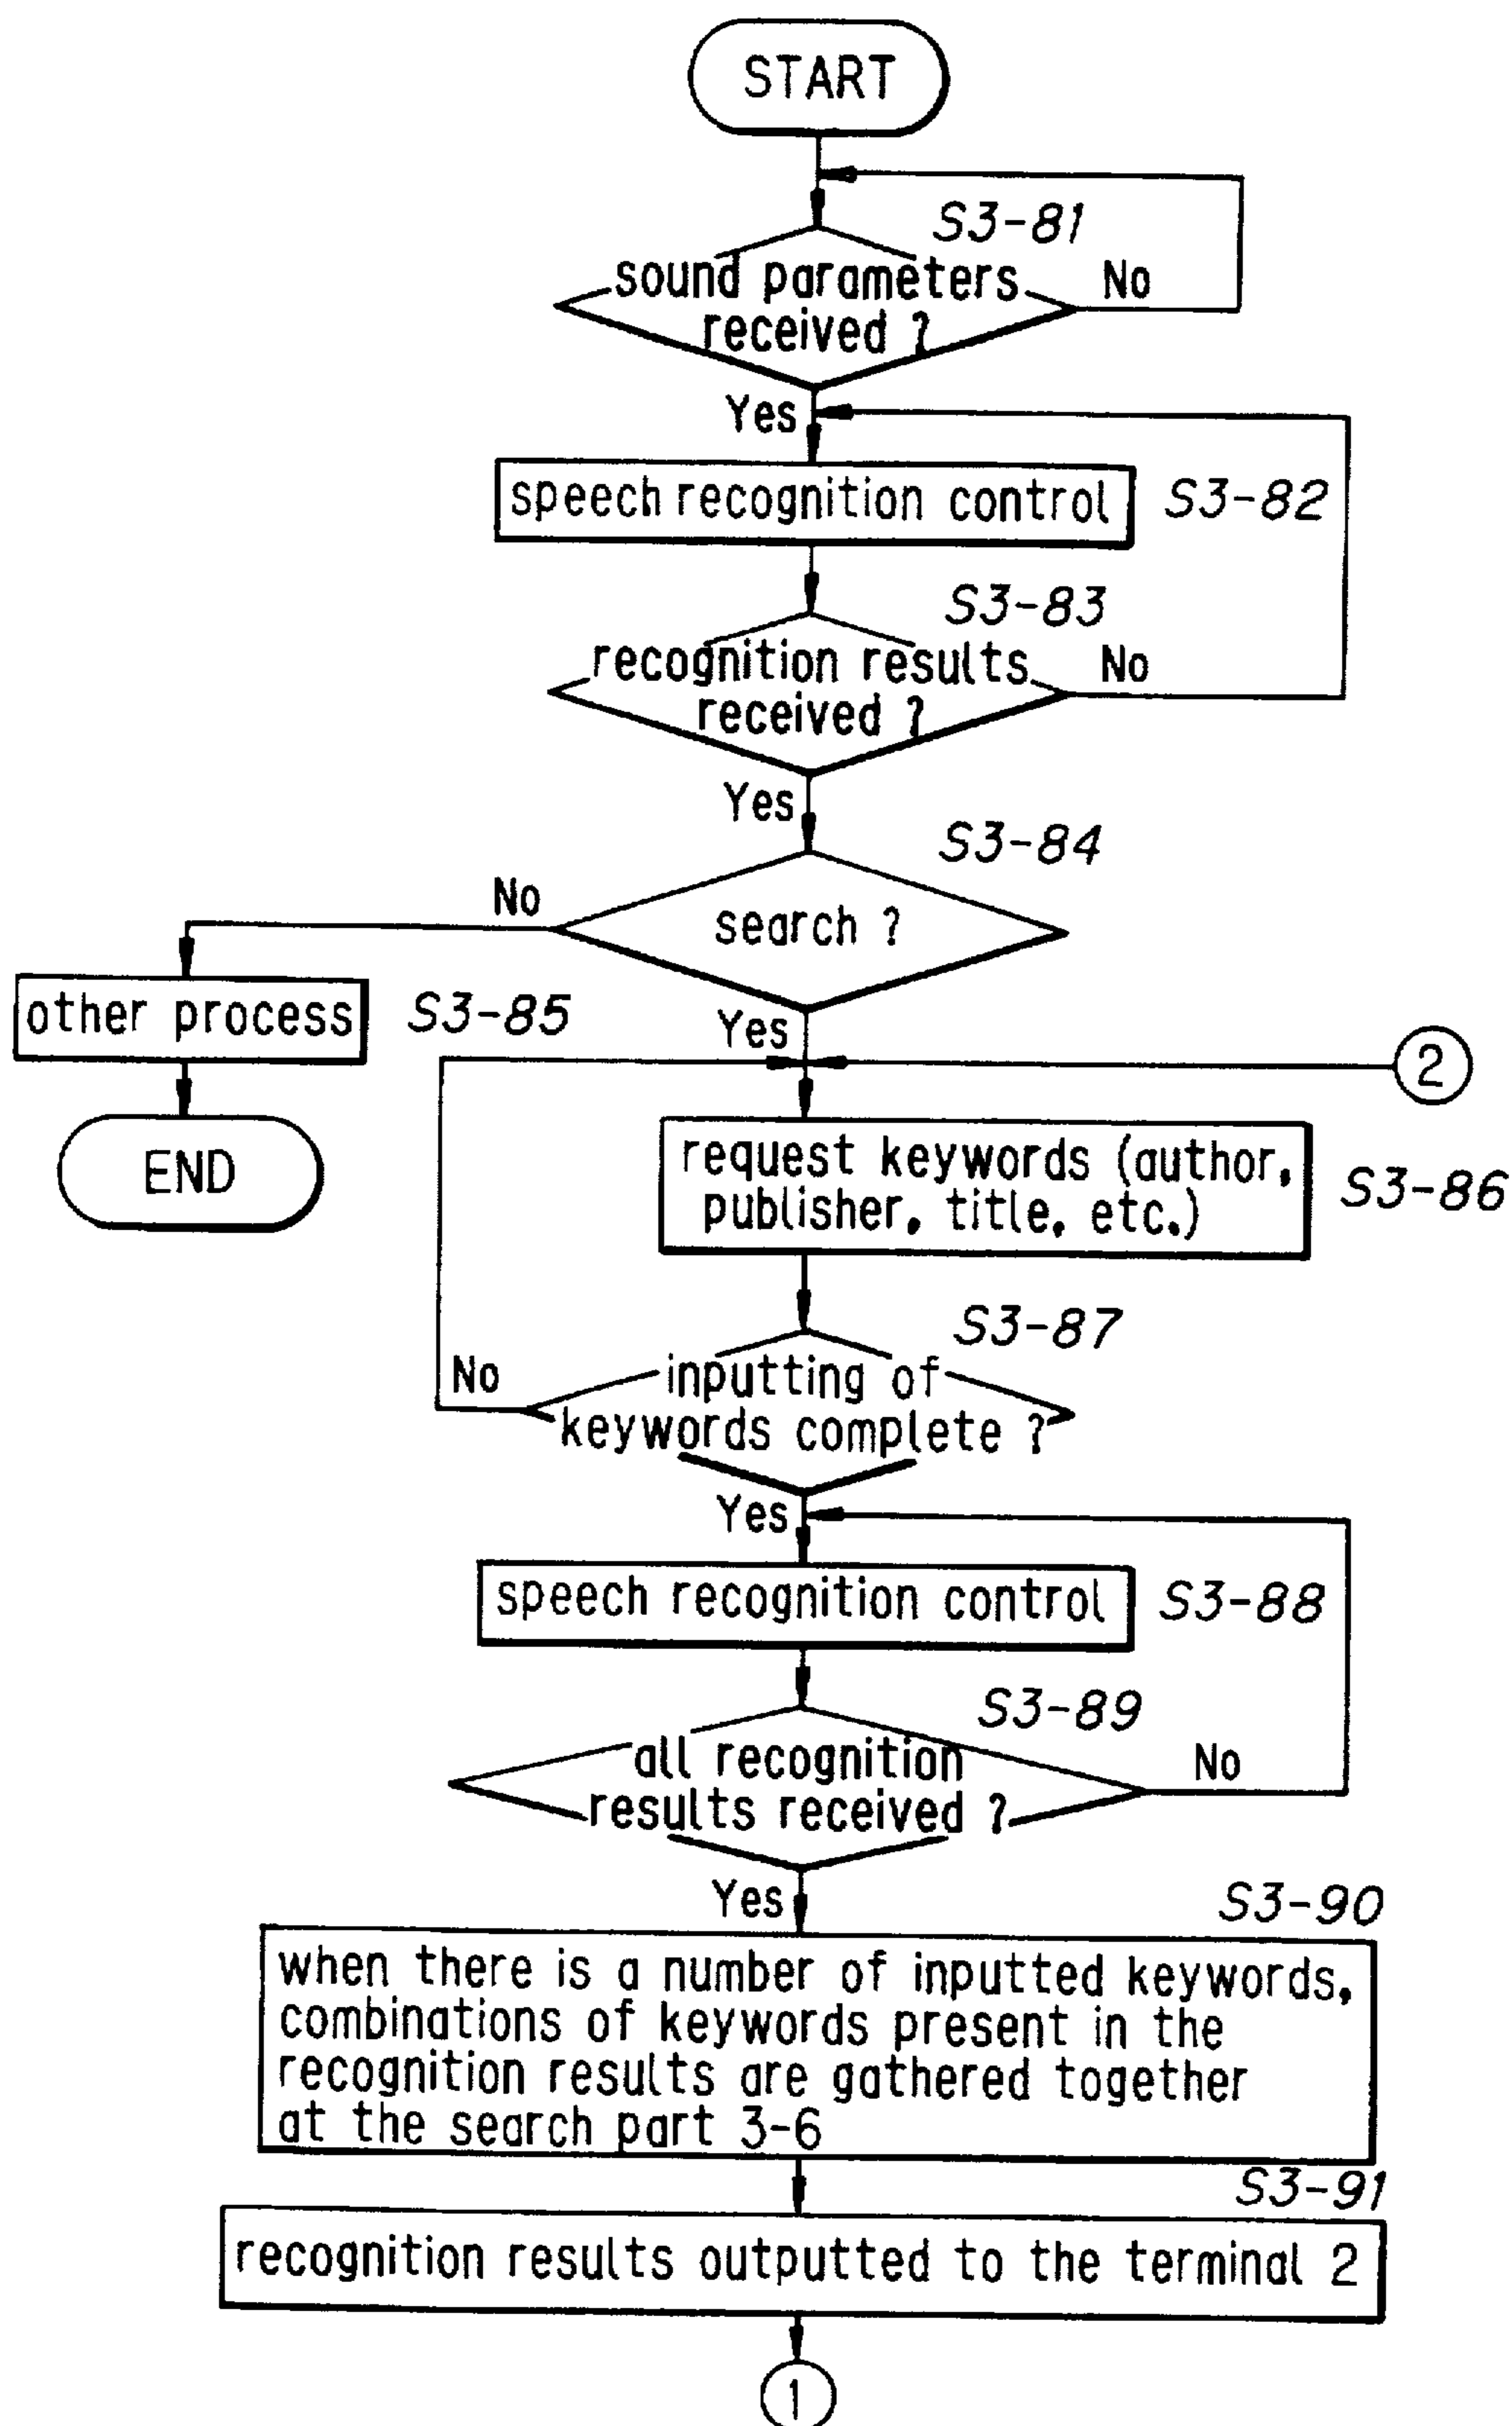 START
S3-81
sound parameters
received ?
No
Yes
speech recognition control
S3-82
S3-83
recognition results
received ?
No
Yes
S3-84
No
search ?
other process
S3-85
Yes
2
END
request keywords (author,
publisher, title, etc.)
S3-86
S3-87
No
inputting of
keywords complete ?
Yes
speech recognition control
S3-88
S3-89
all recognition
results received ?
No
Yes
S3-90
when there is a number of inputted keywords,
combinations of keywords present in the
recognition results are gathered together
at the search part 3-6
S3-91
recognition results outputted to the terminal 2
1